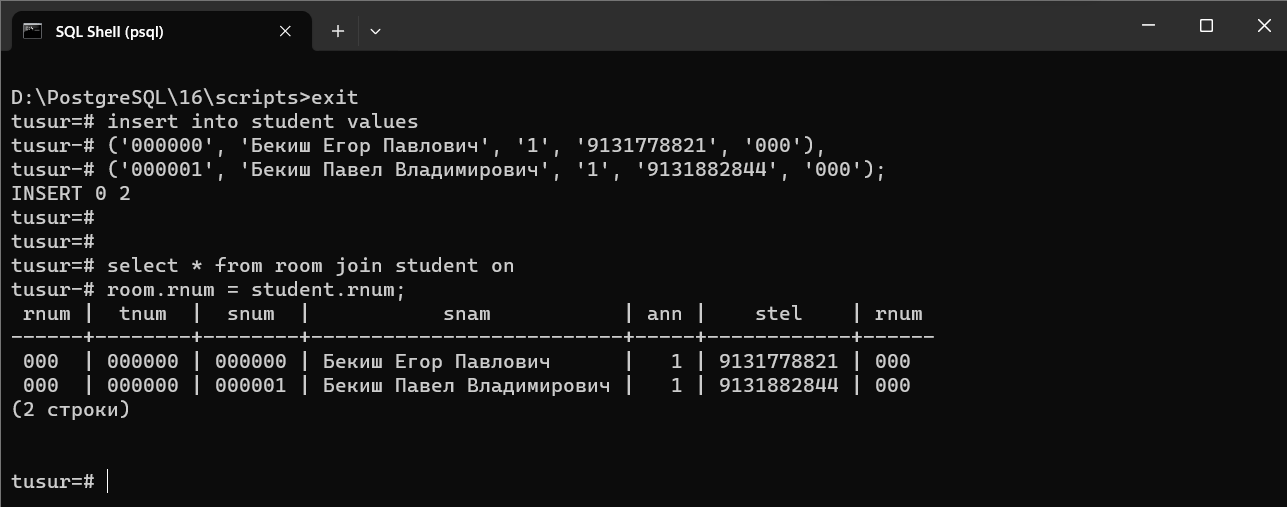 SQL Shell (psql)
D:\PostgreSQL\16\scripts>exit
tusur=# insert into student values
tusur-# ('000000', 'Бекиш Егор Павлович', '1', '9131778821', '000'),
tusur-# ('000001', 'Бекиш Павел Владимирович', '1', '9131882844', '000');
INSERT 0 2
tusur=#
tusur=#
tusur=# select * from room join student on
tusur-# room.rnum = student.rnum;
 rnum |  tnum  |  snum  |           snam           | ann |    stel    | rnum
------+--------+--------+--------------------------+-----+------------+------
 000  | 000000 | 000000 | Бекиш Егор Павлович      |   1 | 9131778821 | 000
 000  | 000000 | 000001 | Бекиш Павел Владимирович |   1 | 9131882844 | 000
(2 строки)
tusur=#